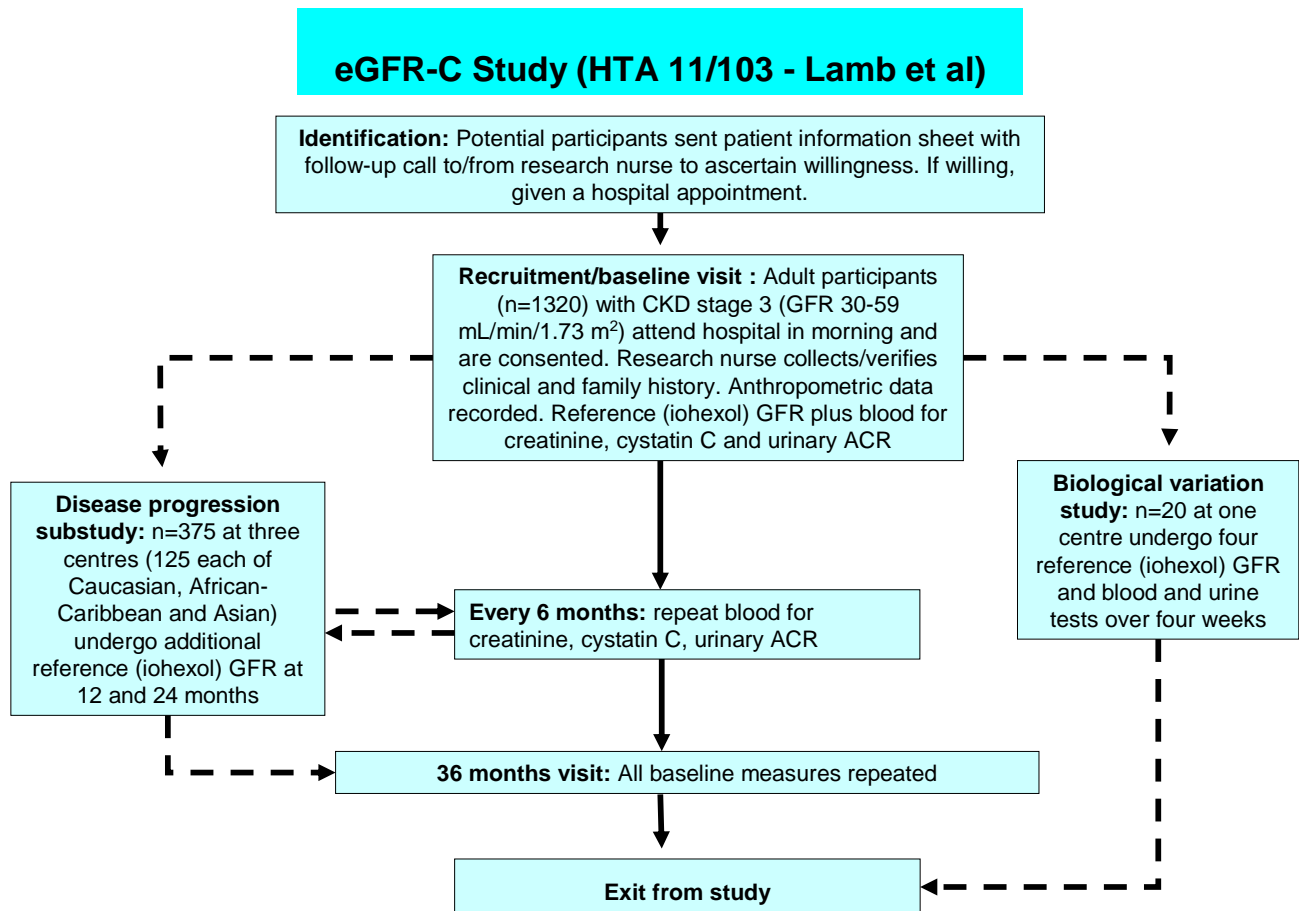 eGFR-C Study (HTA 11/103 - Lamb et al)
Identification: Potential participants sent patient information sheet with
follow-up call to/from research nurse to ascertain willingness. If willing,
given a hospital appointment.
Recruitment/baseline visit : Adult participants
(n=1320) with CKD stage 3 (GFR 30-59
mL/min/1.73 m²) attend hospital in morning and
are consented. Research nurse collects/verifies
clinical and family history. Anthropometric data
recorded. Reference (iohexol) GFR plus blood for
creatinine, cystatin C and urinary ACR
Disease progression
substudy: n=375 at three
centres (125 each of
Caucasian, African-
Caribbean and Asian)
undergo additional
reference (iohexol) GFR at
12 and 24 months
Every 6 months: repeat blood for
creatinine, cystatin C, urinary ACR
Biological variation
study: n=20 at one
centre undergo four
reference (iohexol) GFR
and blood and urine
tests over four weeks
36 months visit: All baseline measures repeated
Exit from study